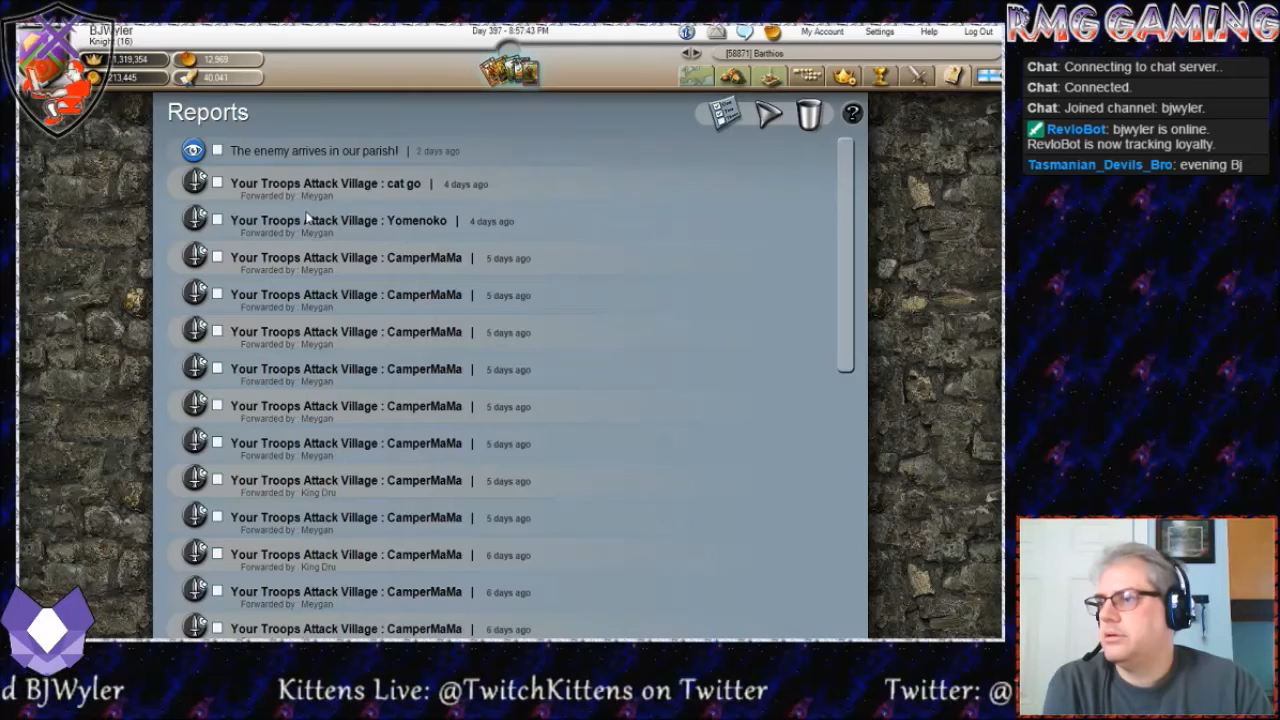 BJWyler
Knight (16)
Day 397 - 8:57:43 PM
My Account
Settings
Help
Log Out
1,319,354
12,969
213,445
40,041
[58871] Barthios
Reports
The enemy arrives in our parish! | 2 days ago
Your Troops Attack Village : cat go | 4 days ago
Forwarded by : Meygan
Your Troops Attack Village : Yomenoko | 4 days ago
Forwarded by : Meygan
Your Troops Attack Village : CamperMaMa | 5 days ago
Forwarded by : Meygan
Your Troops Attack Village : CamperMaMa | 5 days ago
Forwarded by : Meygan
Your Troops Attack Village : CamperMaMa | 5 days ago
Forwarded by : Meygan
Your Troops Attack Village : CamperMaMa | 5 days ago
Forwarded by : Meygan
Your Troops Attack Village : CamperMaMa | 5 days ago
Forwarded by : Meygan
Your Troops Attack Village : CamperMaMa | 5 days ago
Forwarded by : Meygan
Your Troops Attack Village : CamperMaMa | 5 days ago
Forwarded by : King Dru
Your Troops Attack Village : CamperMaMa | 5 days ago
Forwarded by : Meygan
Your Troops Attack Village : CamperMaMa | 6 days ago
Forwarded by : King Dru
Your Troops Attack Village : CamperMaMa | 6 days ago
Forwarded by : Meygan
Your Troops Attack Village : CamperMaMa | 6 days ago
RMG GAMING
Chat: Connecting to chat server..
Chat: Connected.
Chat: Joined channel: bjwyler.
RevloBot: bjwyler is online.
RevloBot is now tracking loyalty.
Tasmanian_Devils_Bro: evening Bj
d BJWyler
Kittens Live: @TwitchKittens on Twitter
Twitter: @